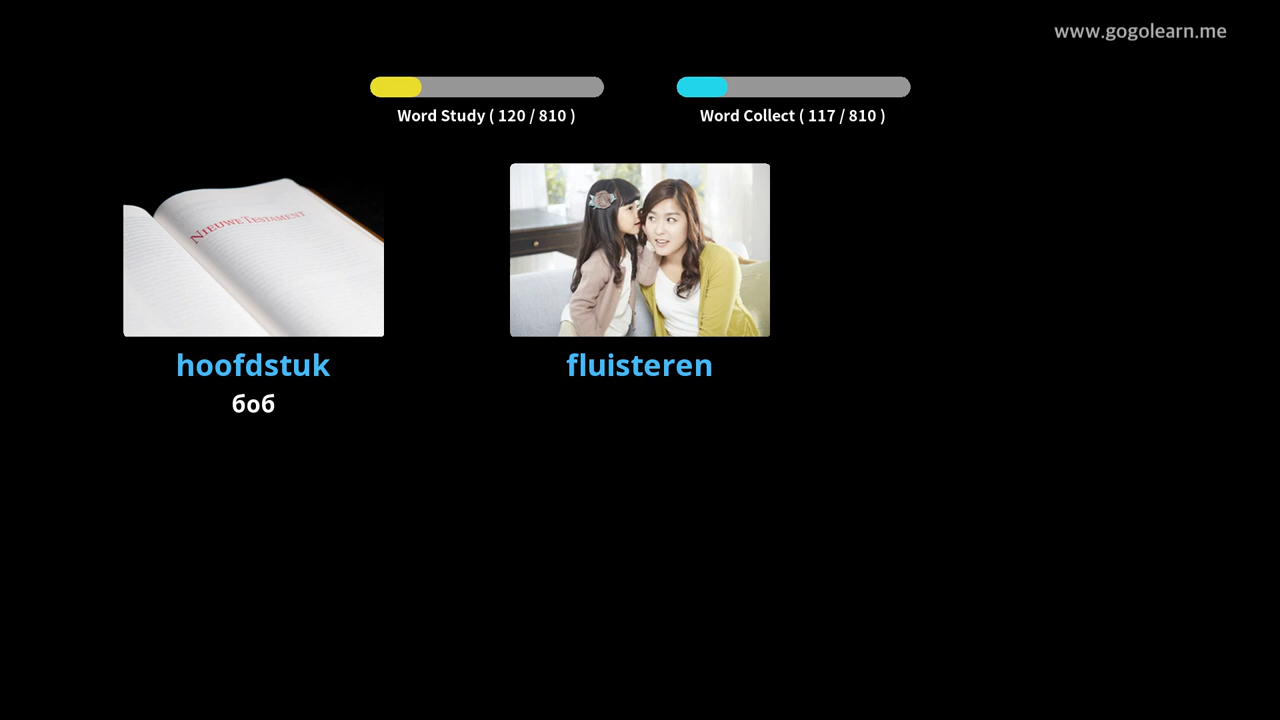 www.gogolearn.me
Word Study ( 120 / 810 )
Word Collect ( 117 / 810 )
NIEUWE TESTAMENT
hoofdstuk
боб
fluisteren